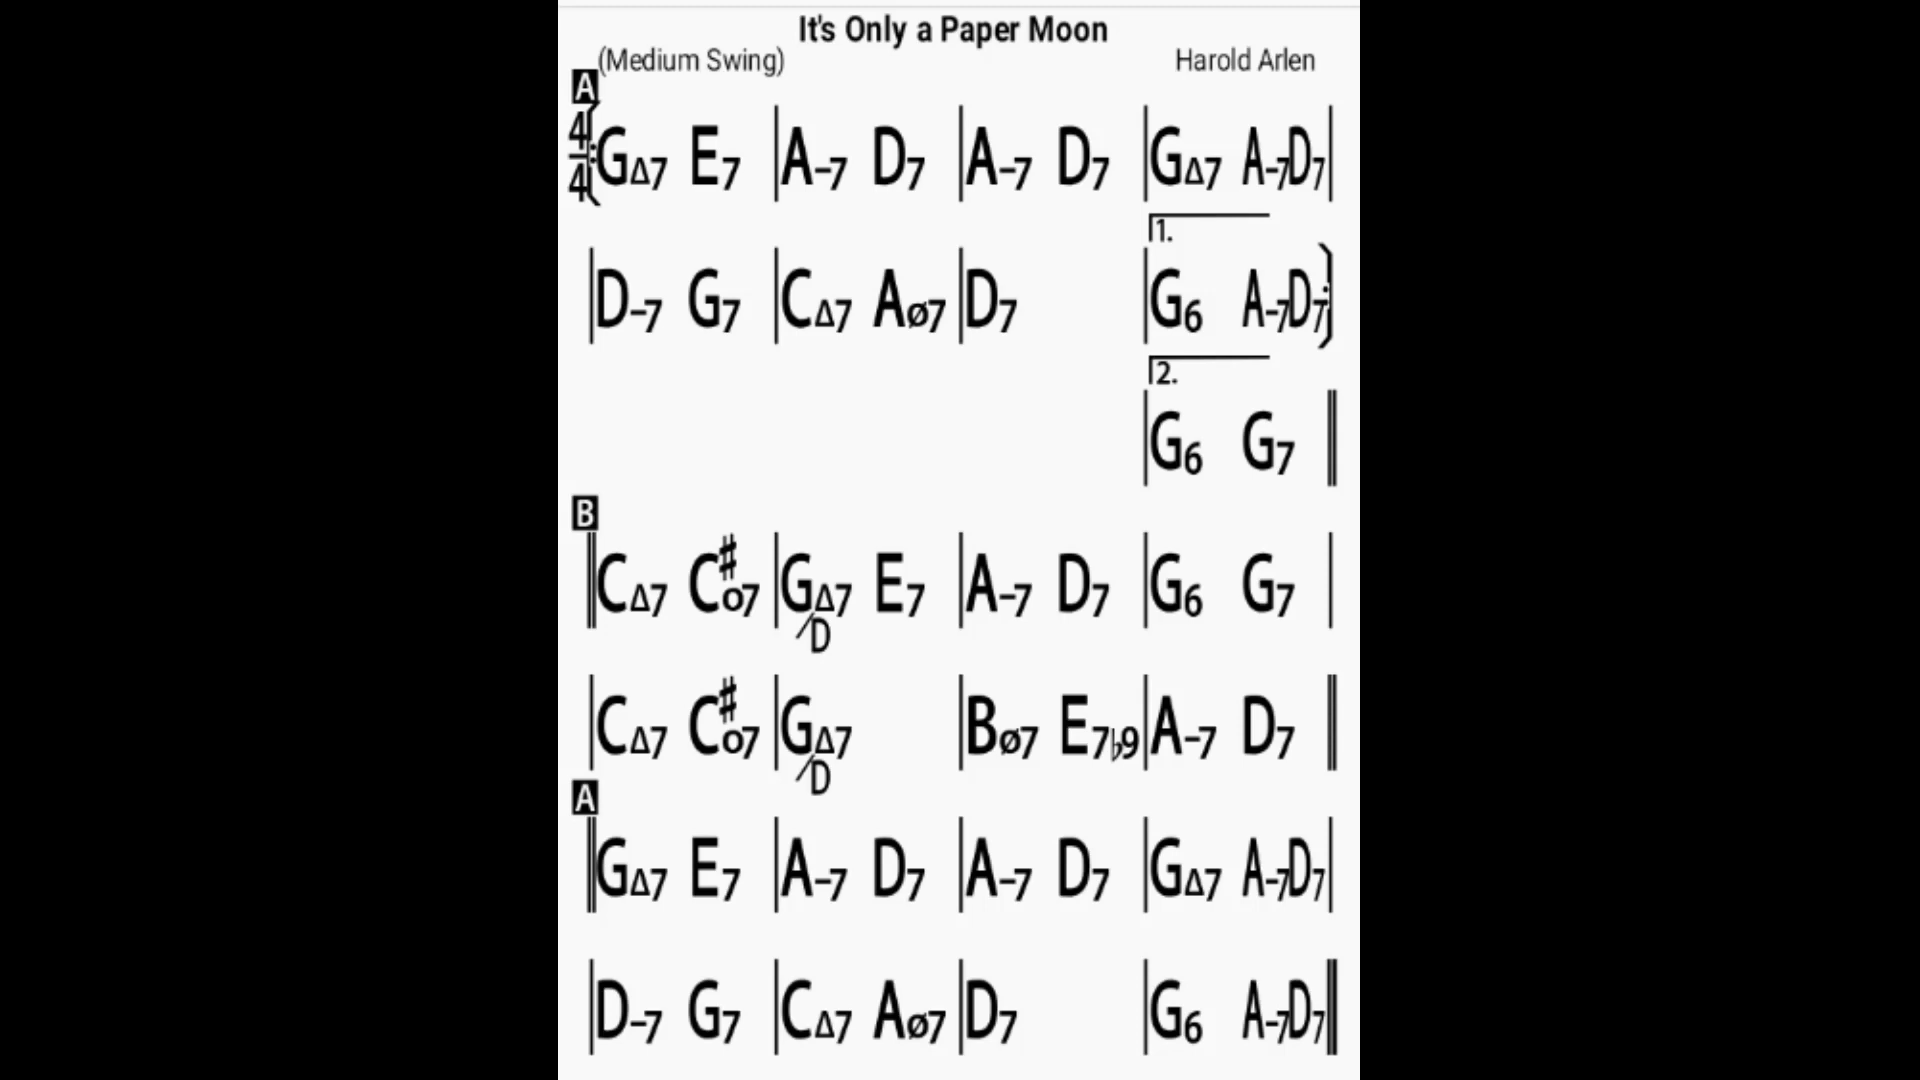 It's Only a Paper Moon
(Medium Swing) Harold Arlen
A
4/4 GΔ7 E7 A-7 D7 A-7 D7 GΔ7 A-7 D7
1.
D-7 G7 CΔ7 Aø7 D7 G6 A-7 D7
2.
G6 G7
B
CΔ7 C♯o7 GΔ7/D E7 A-7 D7 G6 G7
CΔ7 C♯o7 GΔ7/D Bø7 E7♭9 A-7 D7
A
GΔ7 E7 A-7 D7 A-7 D7 GΔ7 A-7 D7
D-7 G7 CΔ7 Aø7 D7 G6 A-7 D7